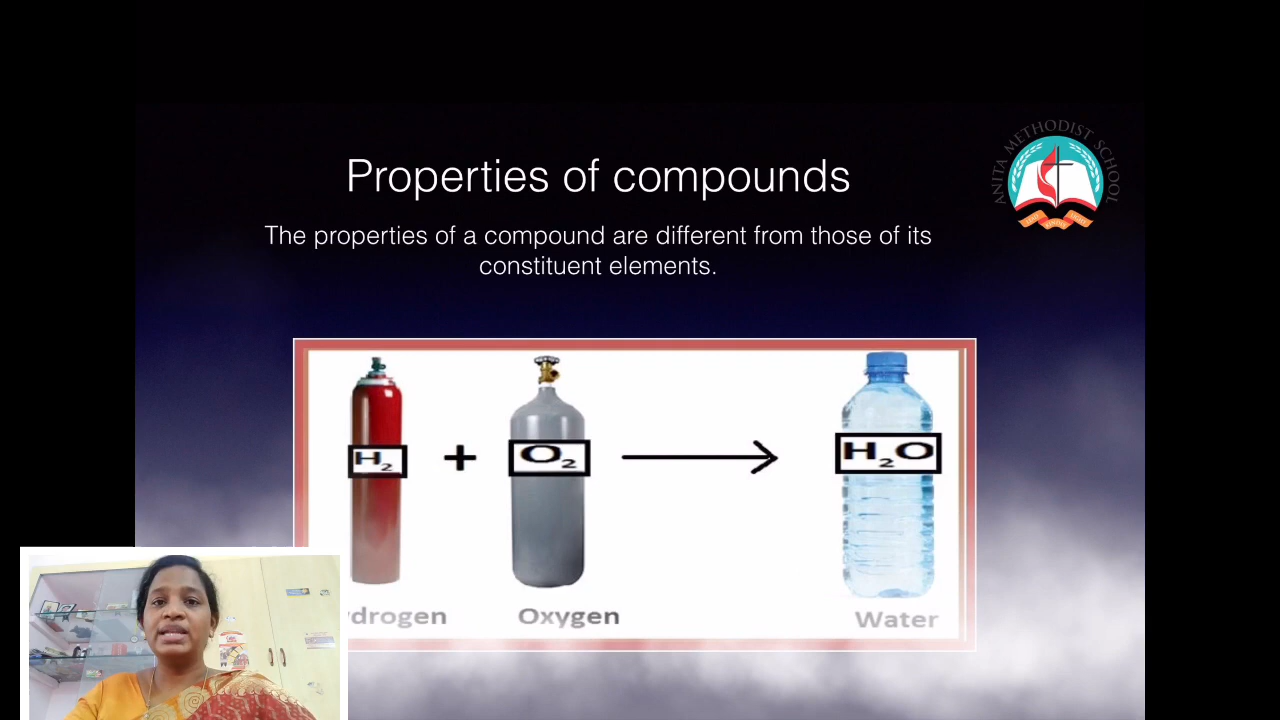 ANITA METHODIST SCHOOL
Properties of compounds
The properties of a compound are different from those of its
constituent elements.
H₂ + O₂ → H₂O
ydrogen Oxygen Water